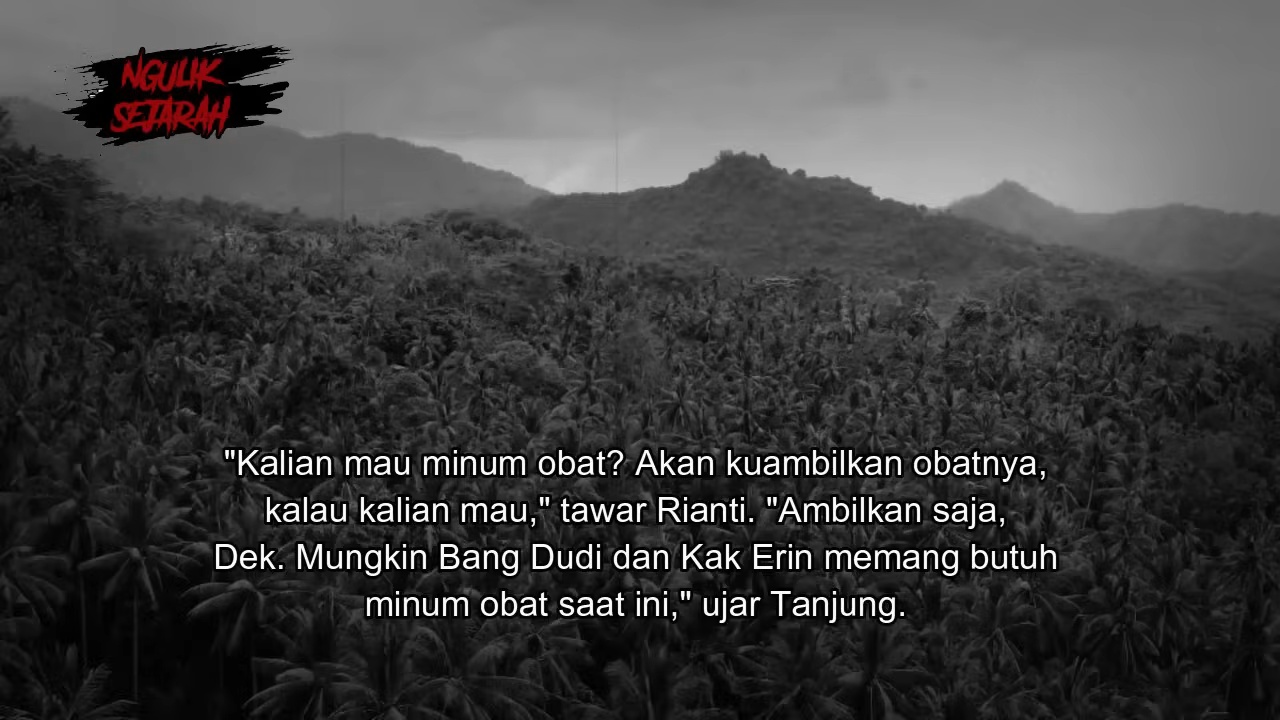 NGULIK
SEJARAH
"Kalian mau minum obat? Akan kuambilkan obatnya,
kalau kalian mau," tawar Rianti. "Ambilkan saja,
Dek. Mungkin Bang Dudi dan Kak Erin memang butuh
minum obat saat ini," ujar Tanjung.